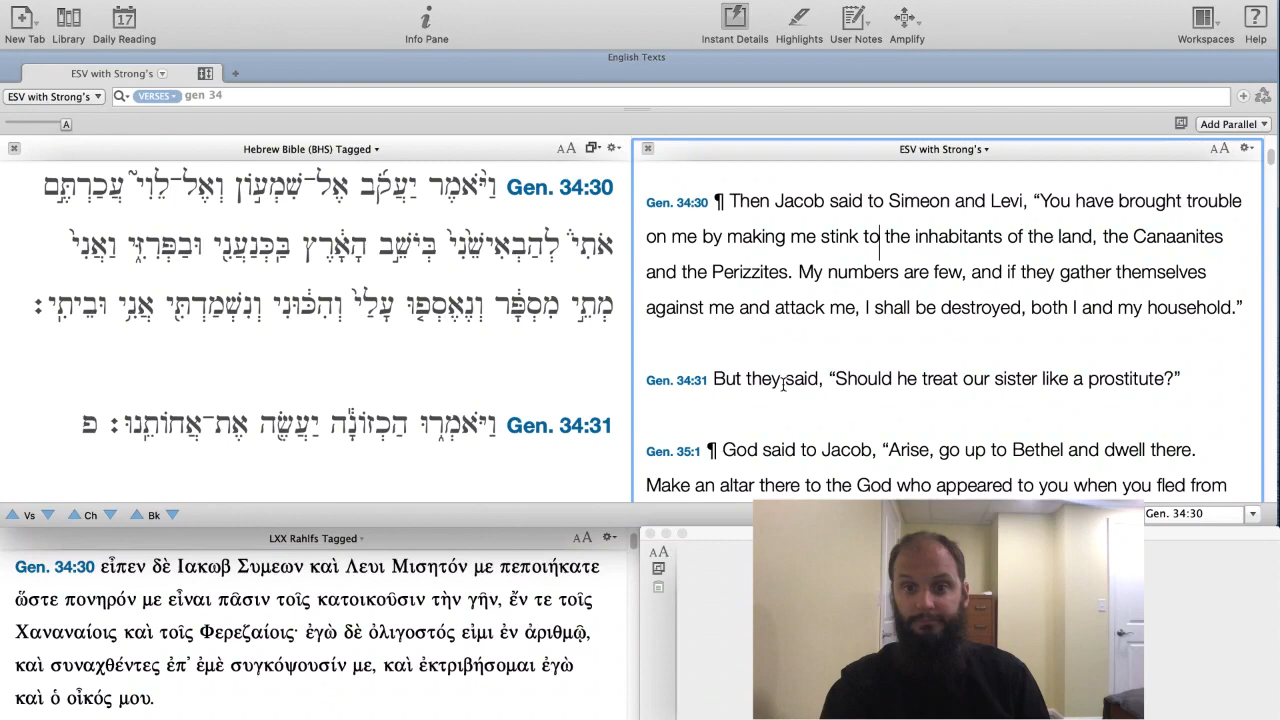 New Tab
Library
Daily Reading
17
Info Pane
Instant Details
Highlights
User Notes
Amplify
Workspaces
Help
English Texts
ESV with Strong's
ESV with Strong's
VERSES
gen 34
A
Add Parallel
Hebrew Bible (BHS) Tagged
AA
Gen. 34:30 וַיֹּ֨אמֶר יַעֲקֹ֜ב אֶל־שִׁמְע֣וֹן וְאֶל־לֵוִי֮ עֲכַרְתֶּ֣ם
אֹתִי֒ לְהַבְאִישֵׁ֙נִי֙ בְּיֹשֵׁ֣ב הָאָ֔רֶץ בַּֽכְּנַעֲנִ֖י וּבַפְּרִזִּ֑י וַאֲנִי֙
מְתֵ֣י מִסְפָּ֔ר וְנֶאֶסְפ֤וּ עָלַי֙ וְהִכּ֔וּנִי וְנִשְׁמַדְתִּ֖י אֲנִ֥י וּבֵיתִֽי׃
Gen. 34:31 וַיֹּאמְר֑וּ הַכְזוֹנָ֕ה יַעֲשֶׂ֖ה אֶת־אֲחוֹתֵֽנוּ׃ פ
ESV with Strong's
AA
Gen. 34:30 ¶ Then Jacob said to Simeon and Levi, “You have brought trouble
on me by making me stink to the inhabitants of the land, the Canaanites
and the Perizzites. My numbers are few, and if they gather themselves
against me and attack me, I shall be destroyed, both I and my household.”
Gen. 34:31 But they said, “Should he treat our sister like a prostitute?”
Gen. 35:1 ¶ God said to Jacob, “Arise, go up to Bethel and dwell there.
Make an altar there to the God who appeared to you when you fled from
Vs
Ch
Bk
Gen. 34:30
LXX Rahlfs Tagged
AA
Gen. 34:30 εἶπεν δὲ Ιακωβ Συμεων καὶ Λευι Μισητόν με πεποιήκατε
ὥστε πονηρόν με εἶναι πᾶσιν τοῖς κατοικοῦσιν τὴν γῆν, ἔν τε τοῖς
Χαναναίοις καὶ τοῖς Φερεζαίοις· ἐγὼ δὲ ὀλιγοστός εἰμι ἐν ἀριθμῷ,
καὶ συναχθέντες ἐπ’ ἐμὲ συγκόψουσίν με, καὶ ἐκτριβήσομαι ἐγὼ
καὶ ὁ οἶκός μου.
AA